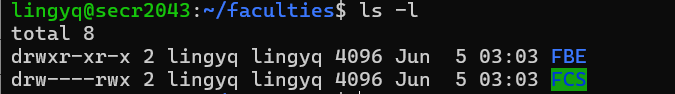 lingyq@secr2043:~/faculties$ ls -l
total 8
drwxr-xr-x 2 lingyq lingyq 4096 Jun  5 03:03 FBE
drw----rwx 2 lingyq lingyq 4096 Jun  5 03:03 FCS